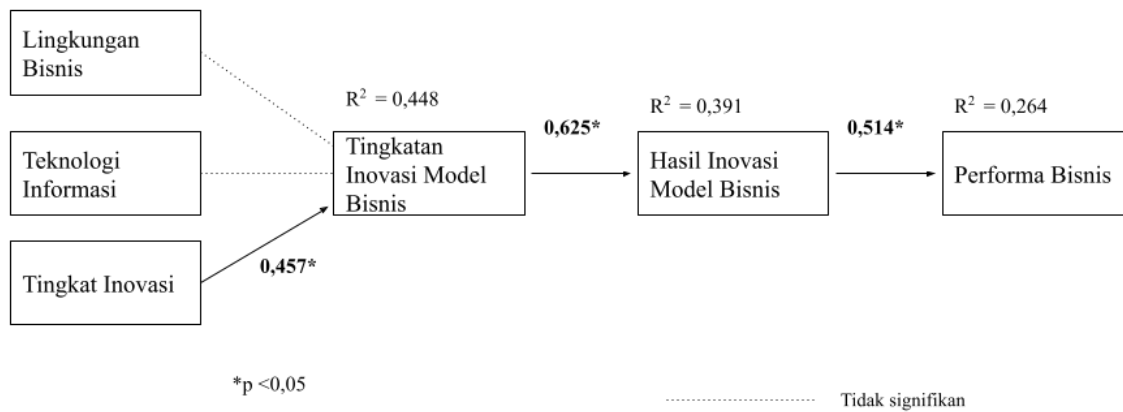 Lingkungan
Bisnis
R² = 0,448
R² = 0,391
R² = 0,264
Teknologi
Informasi
Tingkatan
Inovasi Model
Bisnis
0,625*
Hasil Inovasi
Model Bisnis
0,514*
Performa Bisnis
Tingkat Inovasi
0,457*
*p <0,05
Tidak signifikan